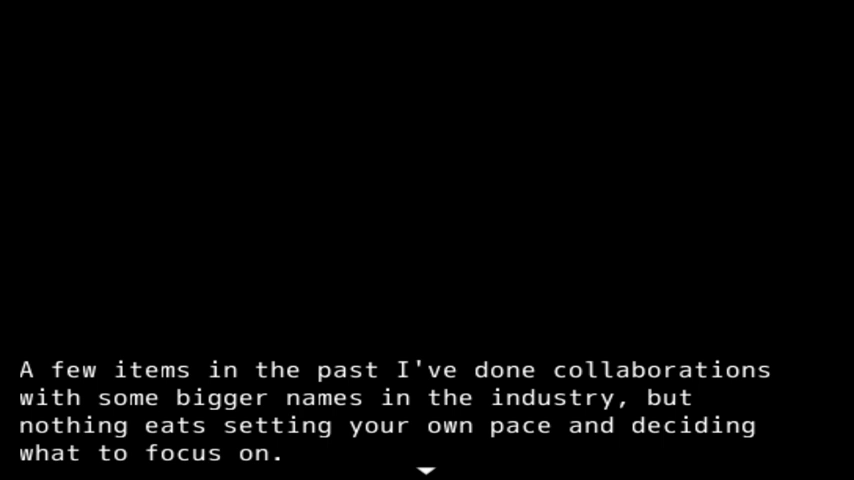 A few items in the past I've done collaborations
with some bigger names in the industry, but
nothing eats setting your own pace and deciding
what to focus on.